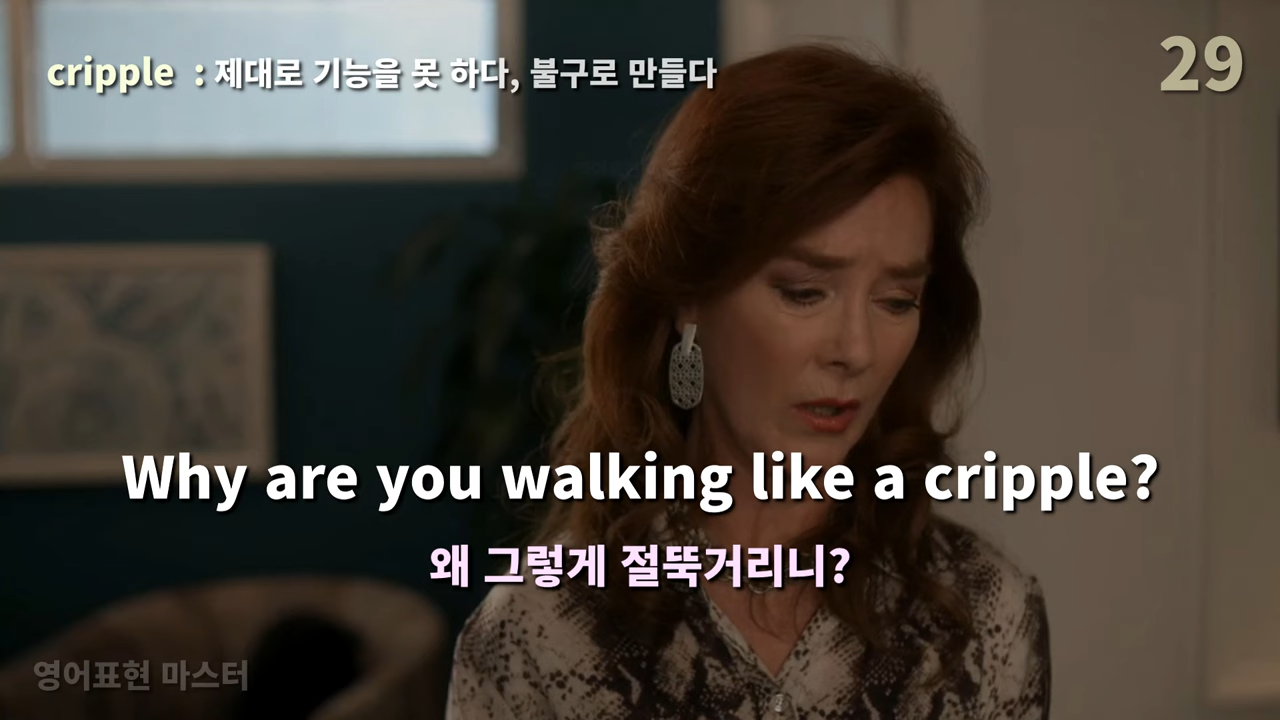 cripple : 제대로 기능을 못 하다, 불구로 만들다
29
Why are you walking like a cripple?
왜 그렇게 절뚝거리니?
영어표현 마스터